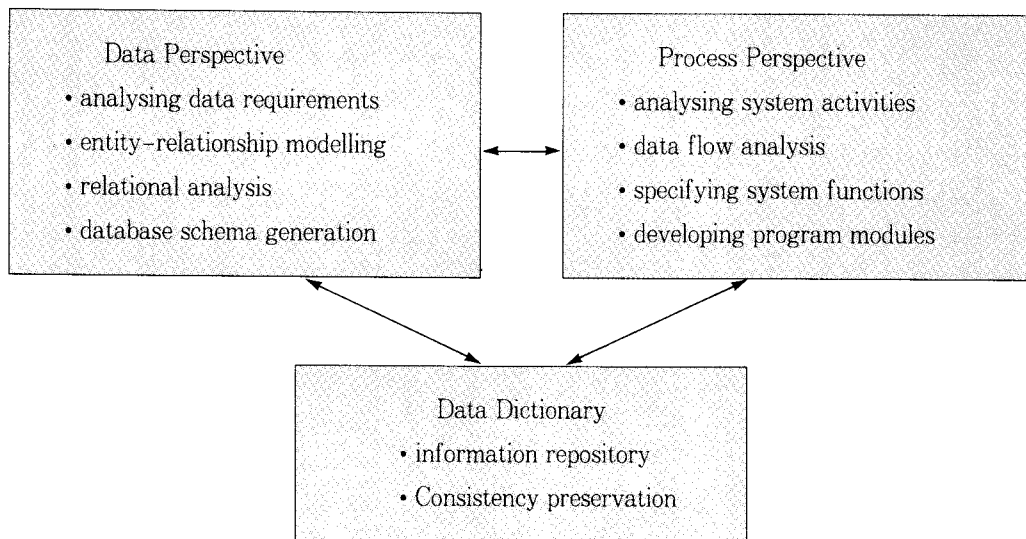 Data Perspective
• analysing data requirements
• entity-relationship modelling
• relational analysis
• database schema generation
Process Perspective
• analysing system activities
• data flow analysis
• specifying system functions
• developing program modules
Data Dictionary
• information repository
• Consistency preservation